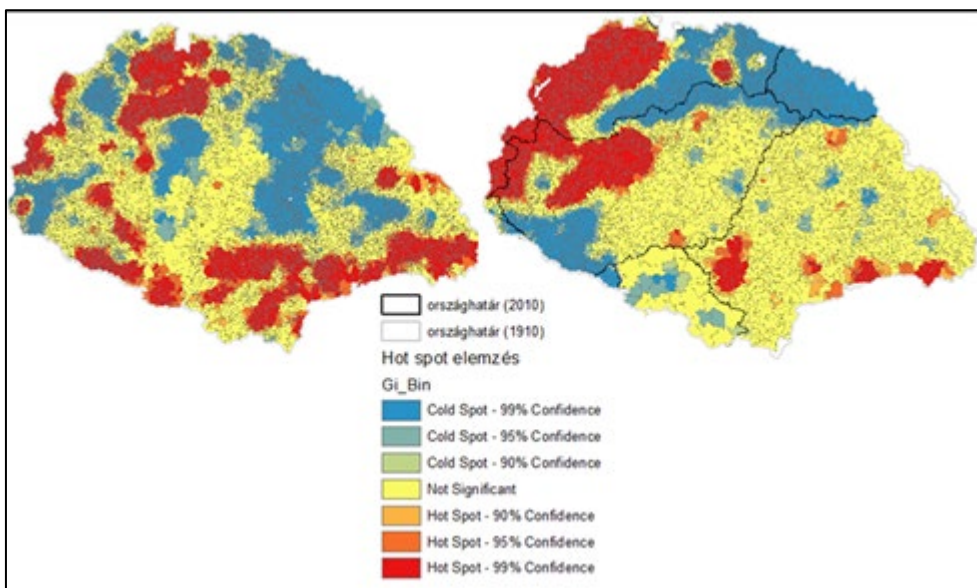 országhatár (2010)
országhatár (1910)
Hot spot elemzés
Gi_Bin
Cold Spot - 99% Confidence
Cold Spot - 95% Confidence
Cold Spot - 90% Confidence
Not Significant
Hot Spot - 90% Confidence
Hot Spot - 95% Confidence
Hot Spot - 99% Confidence